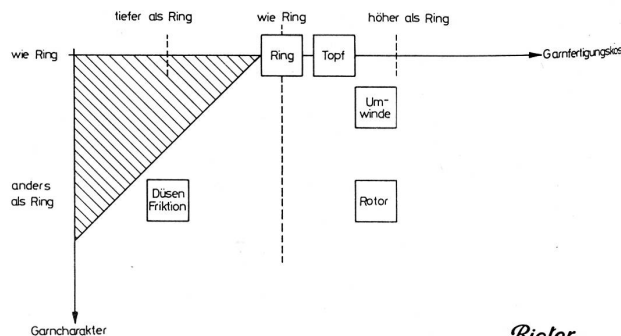 tiefer als Ring wie Ring höher als Ring
wie Ring Ring Topf Garnfertigungskos
Um-
winde
anders
als Ring
Düsen
Friktion
Rotor
Garncharakter
Rieter